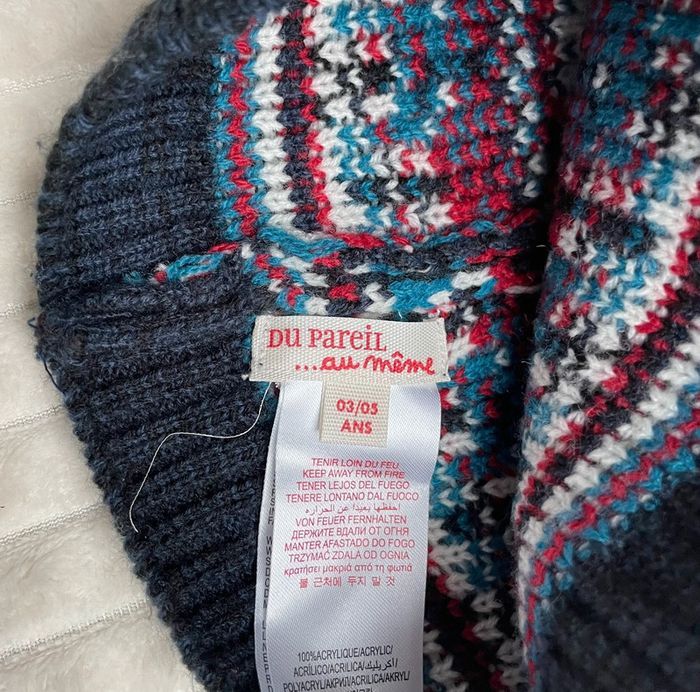 DU PAREIL
...au même
03/05
ANS
TENIR LOIN DU FEU
KEEP AWAY FROM FIRE
TENER LEJOS DEL FUEGO
TENERE LONTANO DAL FUOCO
احفظها بعيدا عن الحراره
VON FEUER FERNHALTEN
ДЕРЖИТЕ ВДАЛИ ОТ ОГНЯ
MANTER AFASTADO DO FOGO
TRZYMAĆ ZDALA OD OGNIA
κρατήσει μακριά από τη φωτιά
불 근처에 두지 말 것
100%ACRYLIQUE/ACRYLIC/
ACRÍLICO/ACRILICA/أكريليك/
POLYACRYL/АКРИЛ/ACRÍLICA/AKRYL/